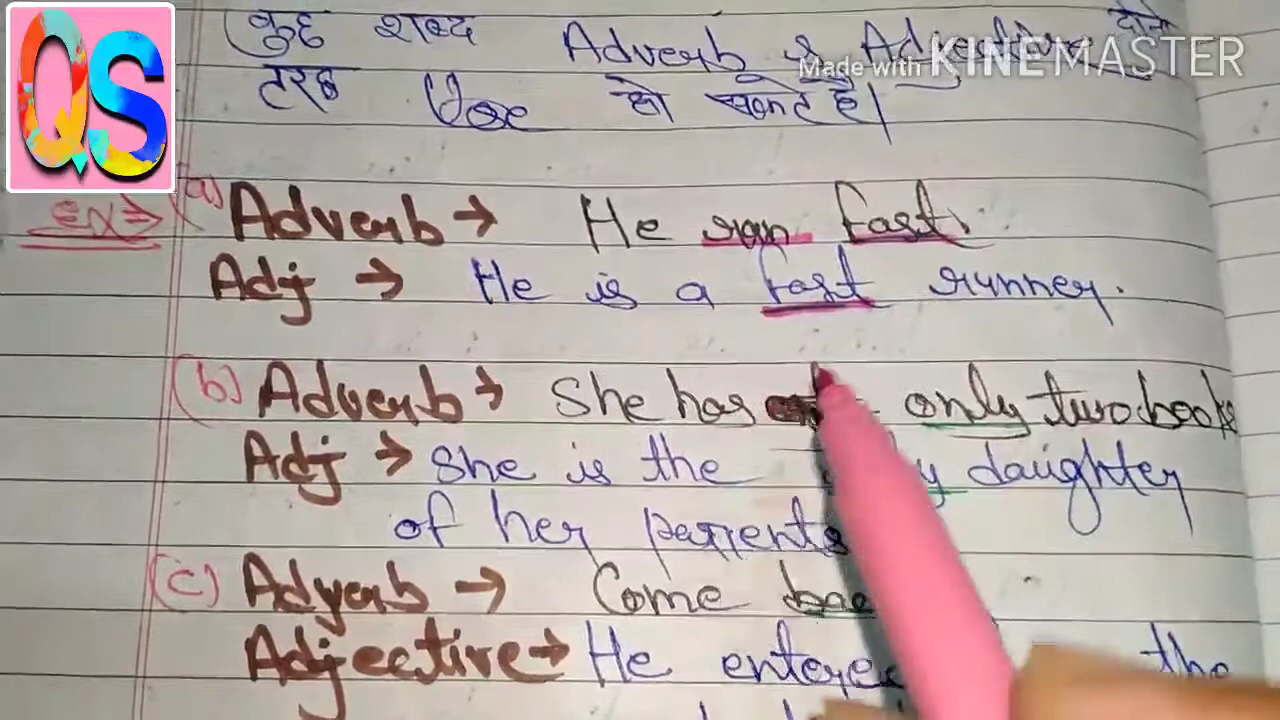 QS
Made with KINEMASTER
कुछ शब्द Adverb & Adjective दोनो
तरह Use हो सकते है।
Ex⇒ (a) Adverb → He ran fast.
Adj → He is a fast runner.
(b) Adverb → She has only two books
Adj → She is the daughter
of her parents
(c) Adverb → Come
Adjective → He the